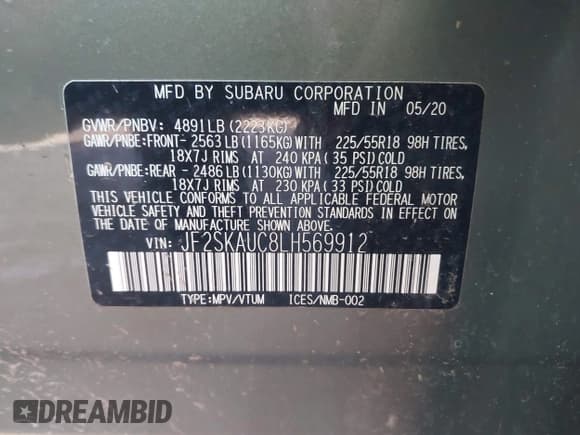 MFD BY SUBARU CORPORATION
MFD IN 05/20
GVWR/PNBV: 4891LB (2223KG)
GAWR/PNBE:FRONT- 2563LB(1165KG)WITH 225/55R18 98H TIRES,
18X7J RIMS AT 240 KPA(35 PSI)COLD
GAWR/PNBE:REAR - 2486LB(1130KG)WITH 225/55R18 98H TIRES,
18X7J RIMS AT 230 KPA(33 PSI)COLD
THIS VEHICLE CONFORMS TO ALL APPLICABLE FEDERAL MOTOR
VEHICLE SAFETY AND THEFT PREVENTION STANDARDS IN EFFECT
ON THE DATE OF MANUFACTURE SHOWN ABOVE.
VIN: JF2SKAUC8LH569912
TYPE:MPV/VTUM ICES/NMB-002
DREAMBID